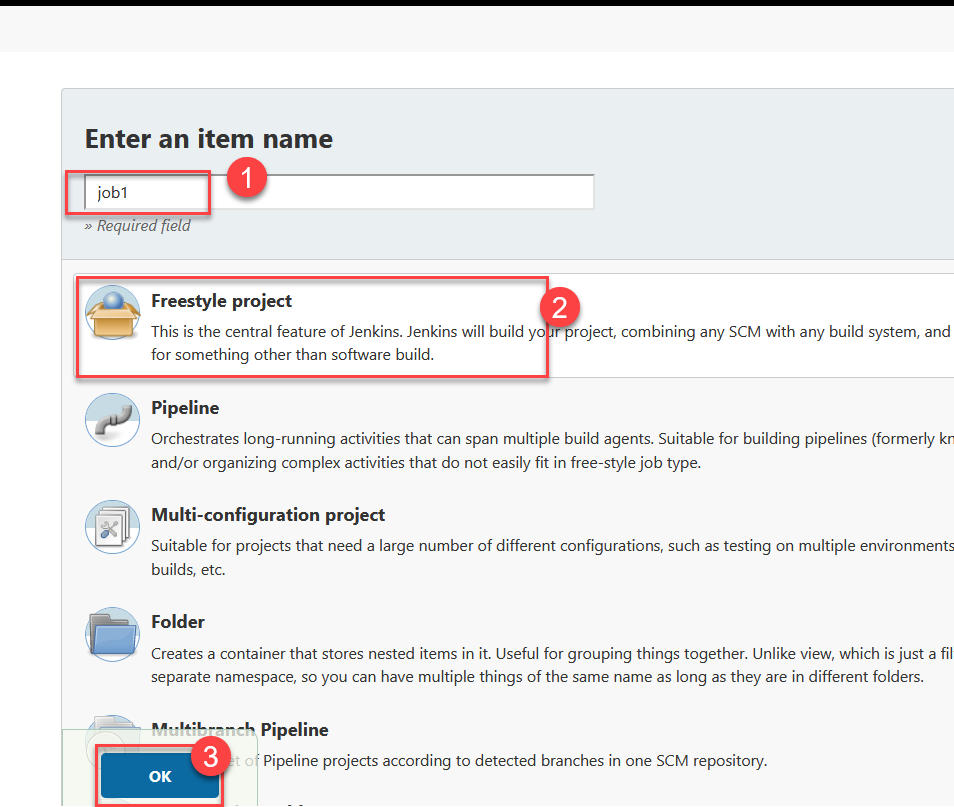 Enter an item name
job1
1
» Required field
Freestyle project
2
This is the central feature of Jenkins. Jenkins will build your project, combining any SCM with any build system, and
for something other than software build.
Pipeline
Orchestrates long-running activities that can span multiple build agents. Suitable for building pipelines (formerly kn
and/or organizing complex activities that do not easily fit in free-style job type.
Multi-configuration project
Suitable for projects that need a large number of different configurations, such as testing on multiple environments
builds, etc.
Folder
Creates a container that stores nested items in it. Useful for grouping things together. Unlike view, which is just a fil
separate namespace, so you can have multiple things of the same name as long as they are in different folders.
Multibranch Pipeline
et of Pipeline projects according to detected branches in one SCM repository.
3
OK